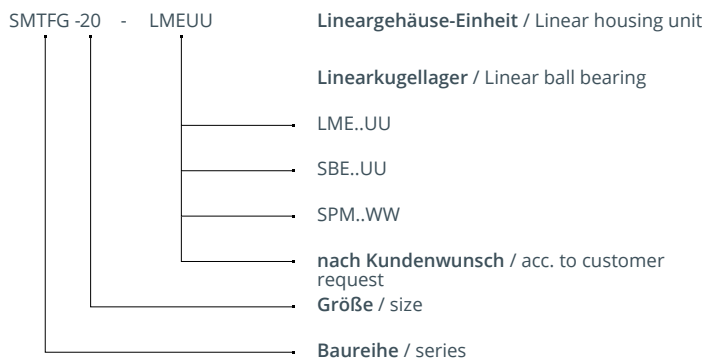 SMTFG -20 - LMEUU Lineargehäuse-Einheit / Linear housing unit
Linearkugellager / Linear ball bearing
LME..UU
SBE..UU
SPM..WW
nach Kundenwunsch / acc. to customer
request
Größe / size
Baureihe / series